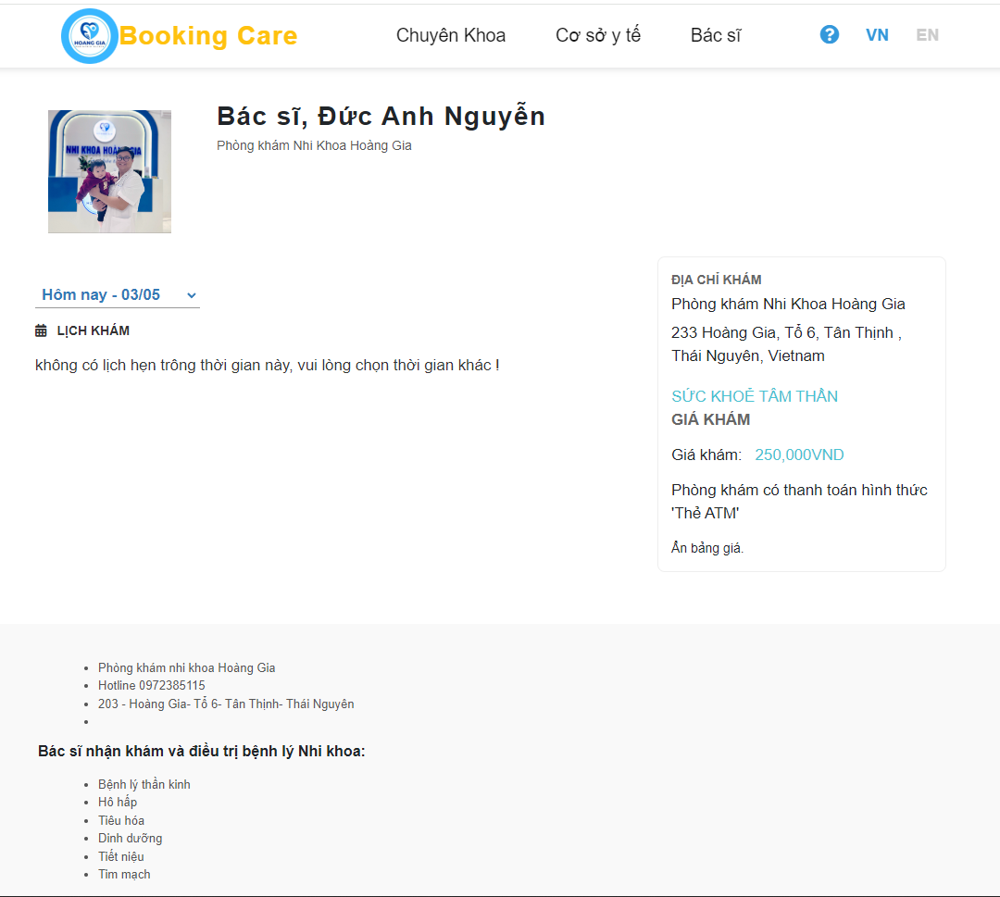 HOANG GIA
Booking Care
Chuyên Khoa
Cơ sở y tế
Bác sĩ
?
VN
EN
NHI KHOA HOÀNG GIA
Bác sĩ, Đức Anh Nguyễn
Phòng khám Nhi Khoa Hoàng Gia
Hôm nay - 03/05
LỊCH KHÁM
không có lịch hẹn trông thời gian này, vui lòng chọn thời gian khác !
ĐỊA CHỈ KHÁM
Phòng khám Nhi Khoa Hoàng Gia
233 Hoàng Gia, Tổ 6, Tân Thịnh ,
Thái Nguyên, Vietnam
SỨC KHOẺ TÂM THẦN
GIÁ KHÁM
Giá khám: 250,000VND
Phòng khám có thanh toán hình thức
'Thẻ ATM'
Ẩn bảng giá.
Phòng khám nhi khoa Hoàng Gia
Hotline 0972385115
203 - Hoàng Gia- Tổ 6- Tân Thịnh- Thái Nguyên
Bác sĩ nhận khám và điều trị bệnh lý Nhi khoa:
Bệnh lý thần kinh
Hô hấp
Tiêu hóa
Dinh dưỡng
Tiết niệu
Tim mạch